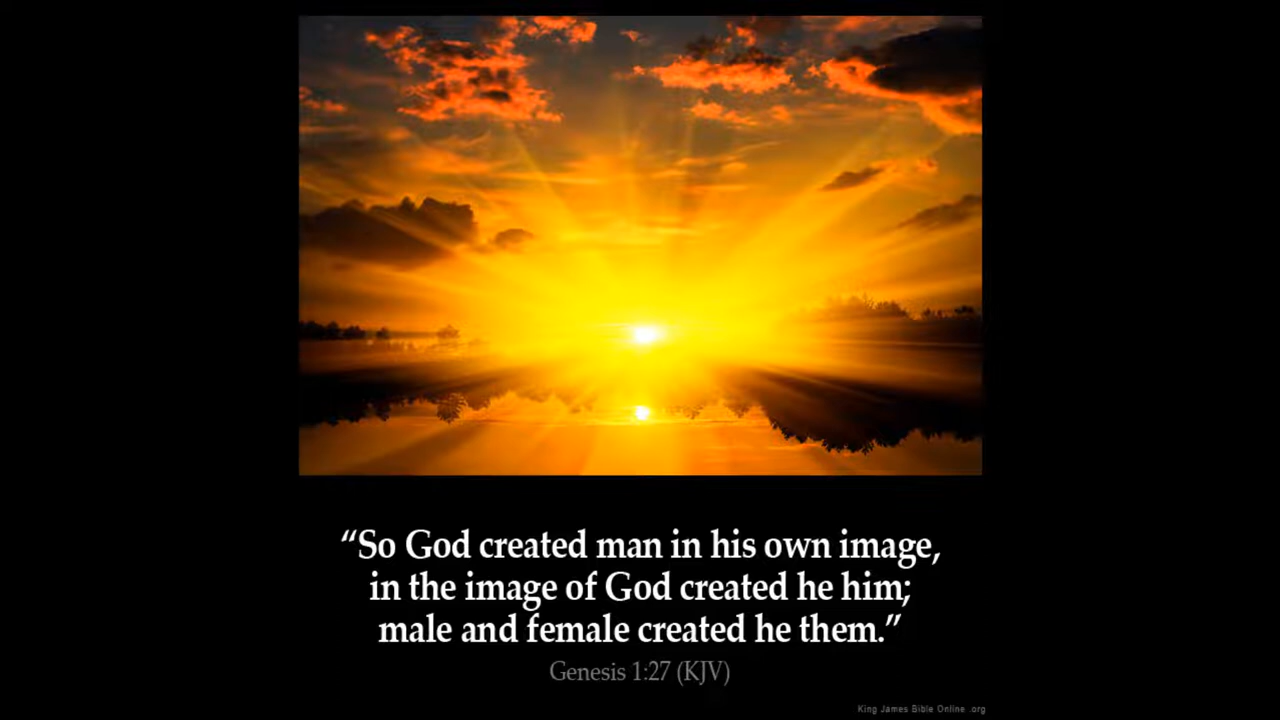 “So God created man in his own image,
in the image of God created he him;
male and female created he them.”
Genesis 1:27 (KJV)
King James Bible Online .org